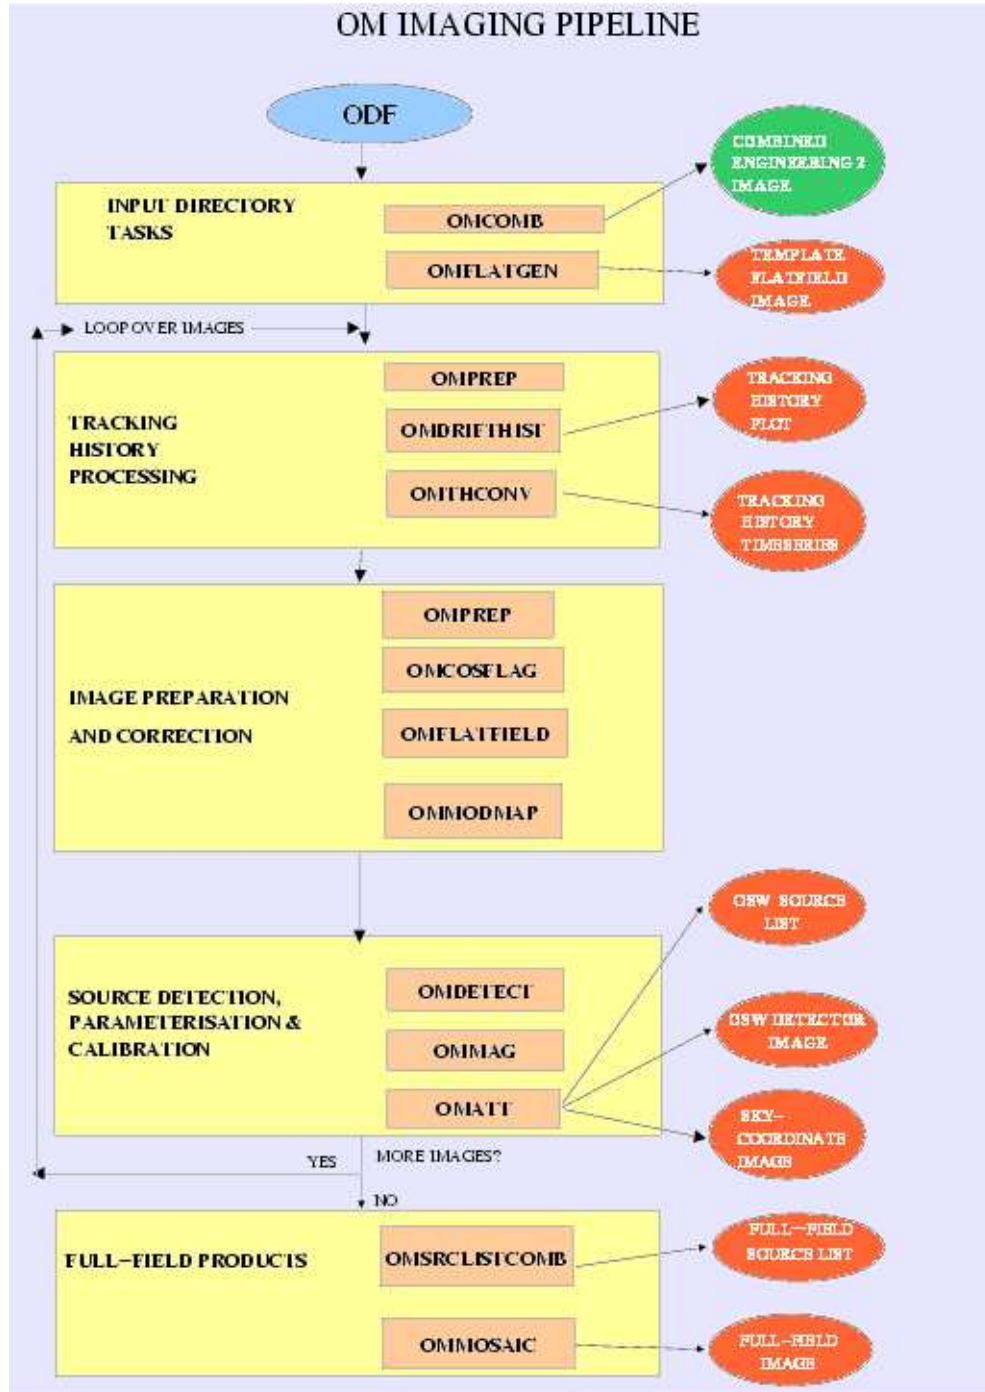 OM IMAGING PIPELINE
ODF
COMBINED
ENGINEERING 2
IMAGE
INPUT DIRECTORY
TASKS
OMCOMB
OMFLATGEN
TEMPLATE
FLATFIELD
IMAGE
LOOP OVER IMAGES
OMPREP
TRACKING
HISTORY
PROCESSING
OMDRIFTHIST
TRACKING
HISTORY
PLOT
OMTHCONV
TRACKING
HISTORY
TIMESERIES
OMPREP
OMCOSFLAG
IMAGE PREPARATION
AND CORRECTION
OMFLATFIELD
OMMODMAP
OSW SOURCE
LIST
SOURCE DETECTION,
PARAMETERISATION &
CALIBRATION
OMDETECT
OMMAG
OMATT
OSW DETECTOR
IMAGE
SKY-
COORDINATE
IMAGE
YES
MORE IMAGES?
NO
FULL-FIELD PRODUCTS
OMSRCLISTCOMB
FULL-FIELD
SOURCE LIST
OMMOSAIC
FULL-FIELD
IMAGE